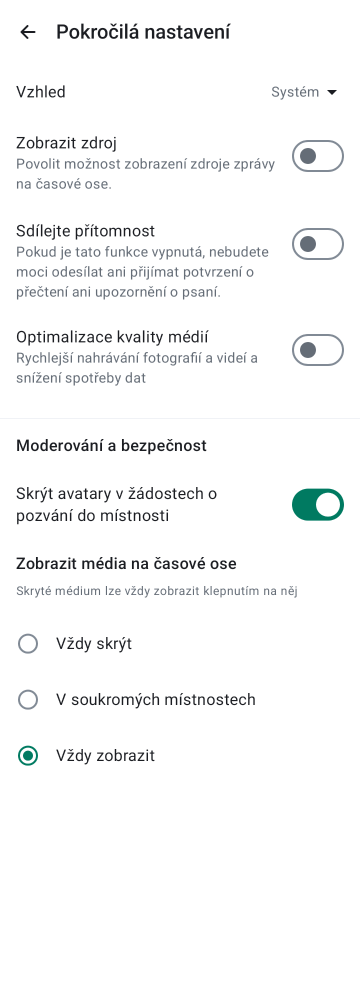 Pokročilá nastavení
Vzhled
Systém
Zobrazit zdroj
Povolit možnost zobrazení zdroje zprávy
na časové ose.
Sdílejte přítomnost
Pokud je tato funkce vypnutá, nebudete
moci odesílat ani přijímat potvrzení o
přečtení ani upozornění o psaní.
Optimalizace kvality médií
Rychlejší nahrávání fotografií a videí a
snížení spotřeby dat
Moderování a bezpečnost
Skrýt avatary v žádostech o
pozvání do místnosti
Zobrazit média na časové ose
Skryté médium lze vždy zobrazit klepnutím na něj
Vždy skrýt
V soukromých místnostech
Vždy zobrazit